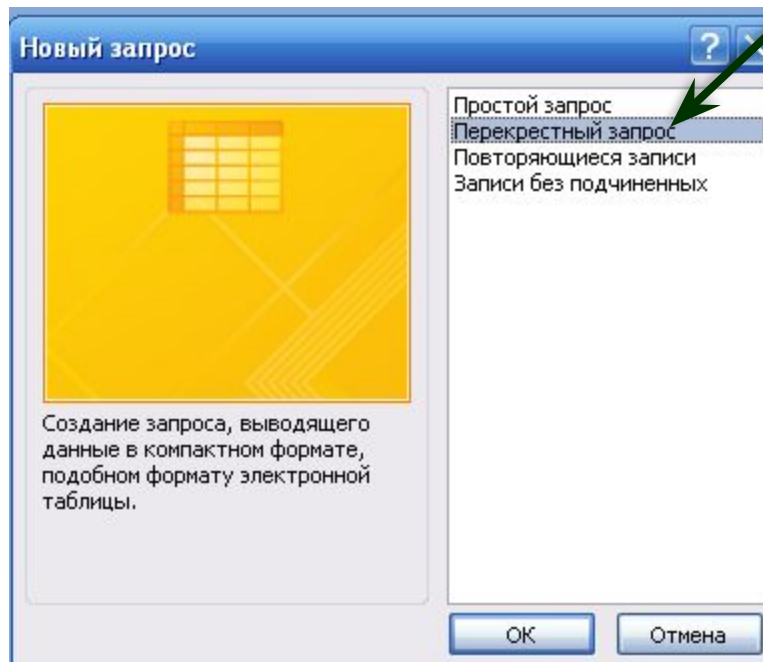 Новый запрос
Простой запрос
Перекрестный запрос
Повторяющиеся записи
Записи без подчиненных
Создание запроса, выводящего
данные в компактном формате,
подобном формату электронной
таблицы.
ОК
Отмена